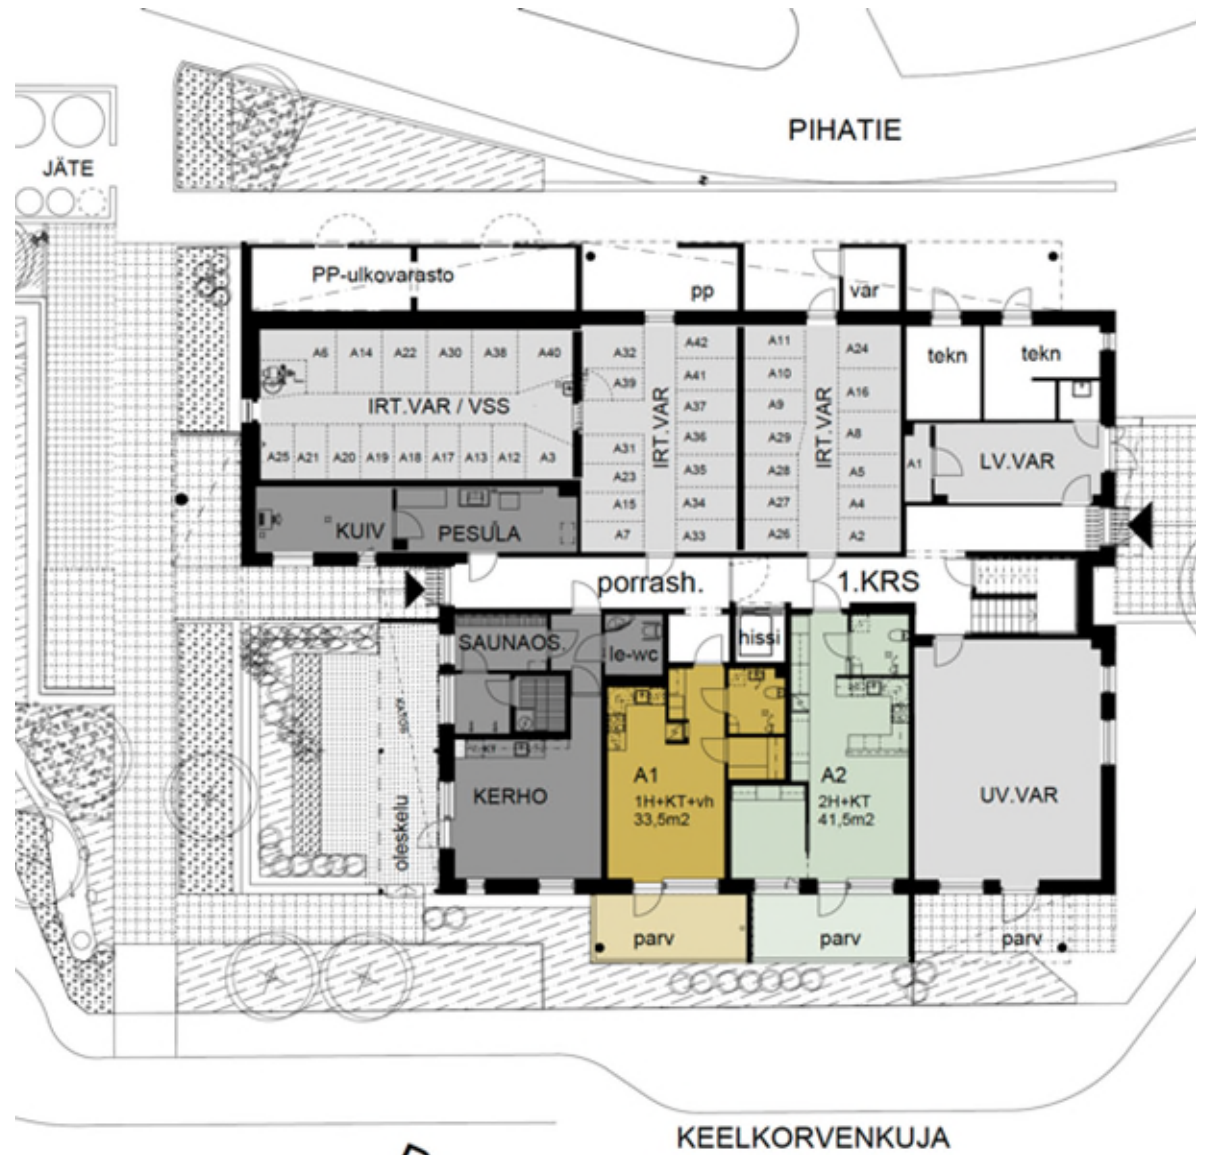 PIHATIE
JÄTE
PP-ulkovarasto
pp
var
A6 A14 A22 A30 A38 A40
IRT.VAR / VSS
A25 A21 A20 A19 A18 A17 A13 A12 A3
A32
A39
A31
A23
A15
A7
IRT.VAR
A42
A41
A37
A36
A35
A34
A33
A11
A10
A9
A29
A28
A27
A26
IRT.VAR
A24
A16
A8
A5
A4
A2
tekn
tekn
A1
LV.VAR
KUIV
PESULA
porrash.
1.KRS
SAUNAOS.
le-wc
hissi
KATOS
oleskelu
KT
KERHO
A1
1H+KT+vh
33,5m2
A2
2H+KT
41,5m2
UV.VAR
parv
parv
parv
KEELKORVENKUJA